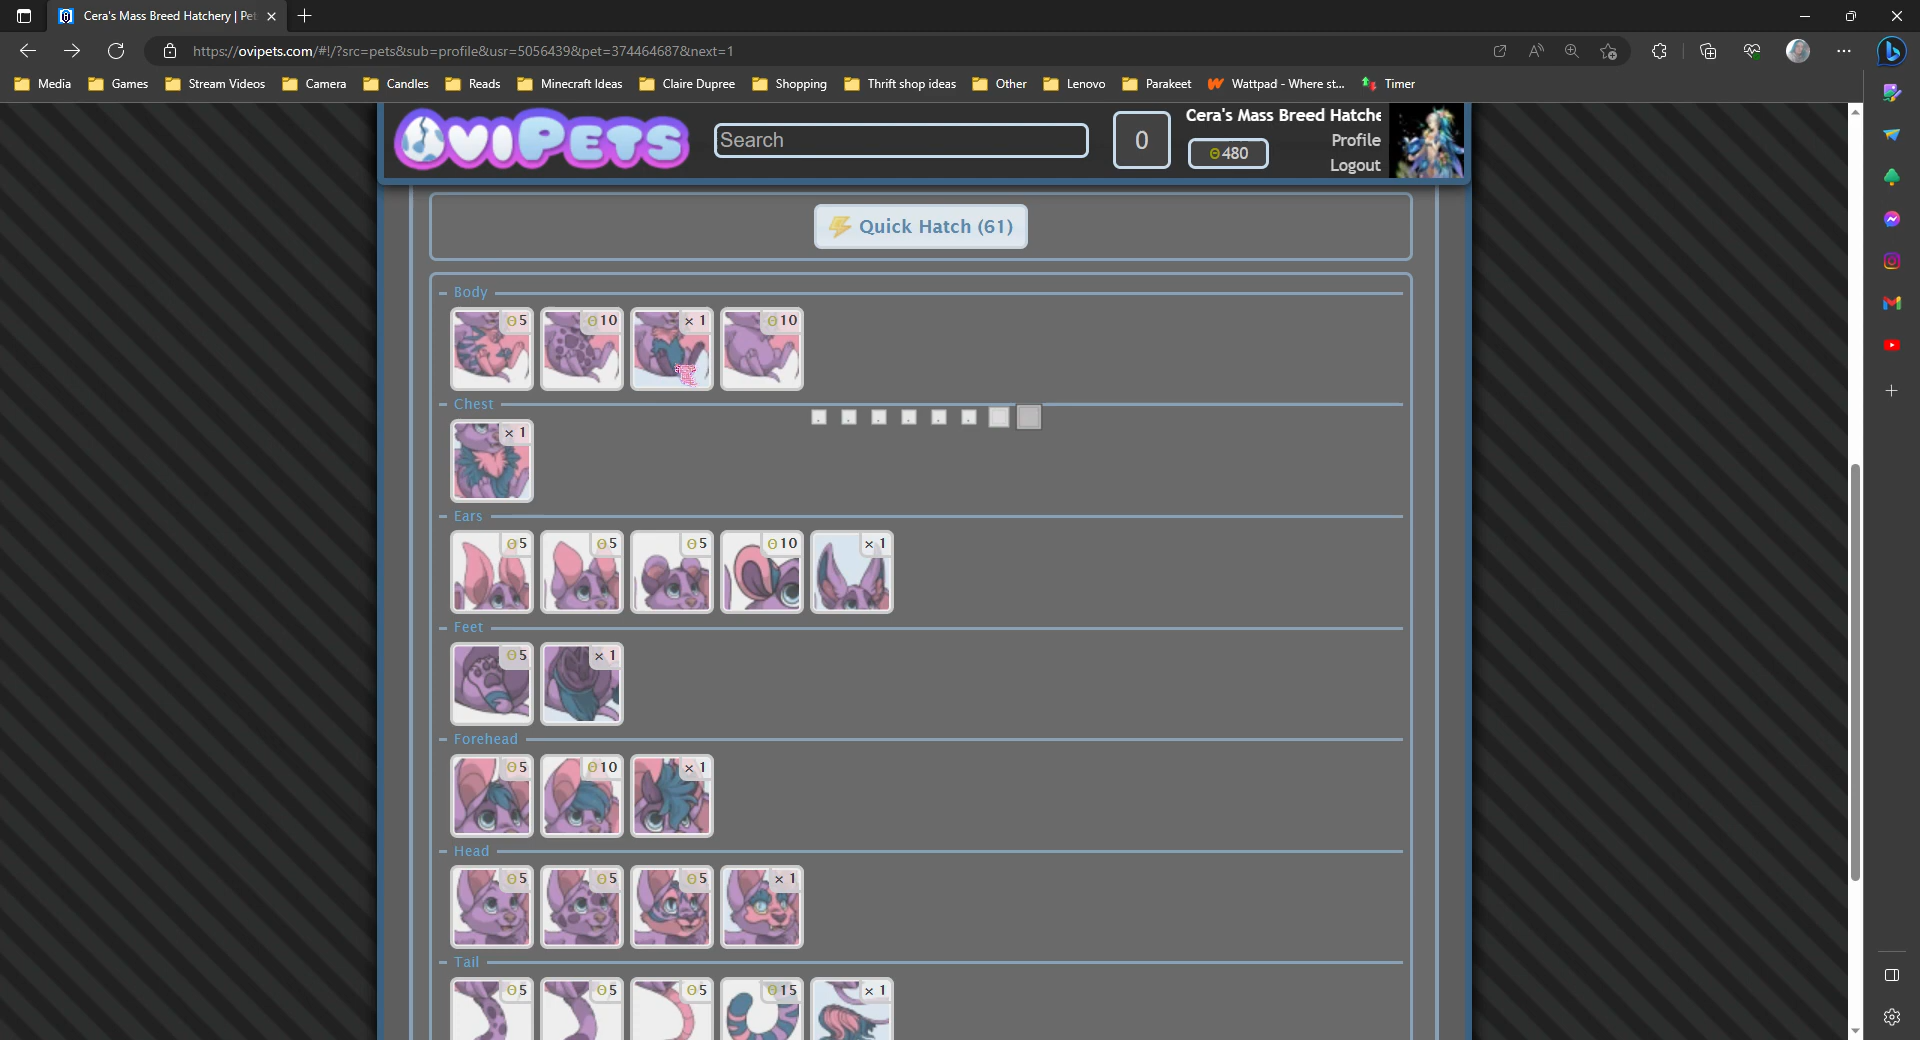 Cera's Mass Breed Hatchery | Pet
https://ovipets.com/#!/?src=pets&sub=profile&usr=5056439&pet=374464687&next=1
Media Games Stream Videos Camera Candles Reads Minecraft Ideas Claire Dupree Shopping Thrift shop ideas Other Lenovo Parakeet Wattpad - Where st... Timer
OviPets
Search
0
Cera's Mass Breed Hatche
480
Profile
Logout
Quick Hatch (61)
Body
5 10 × 1 10
Chest
× 1
Ears
5 5 5 10 × 1
Feet
5 × 1
Forehead
5 10 × 1
Head
5 5 5 × 1
Tail
5 5 5 15 × 1